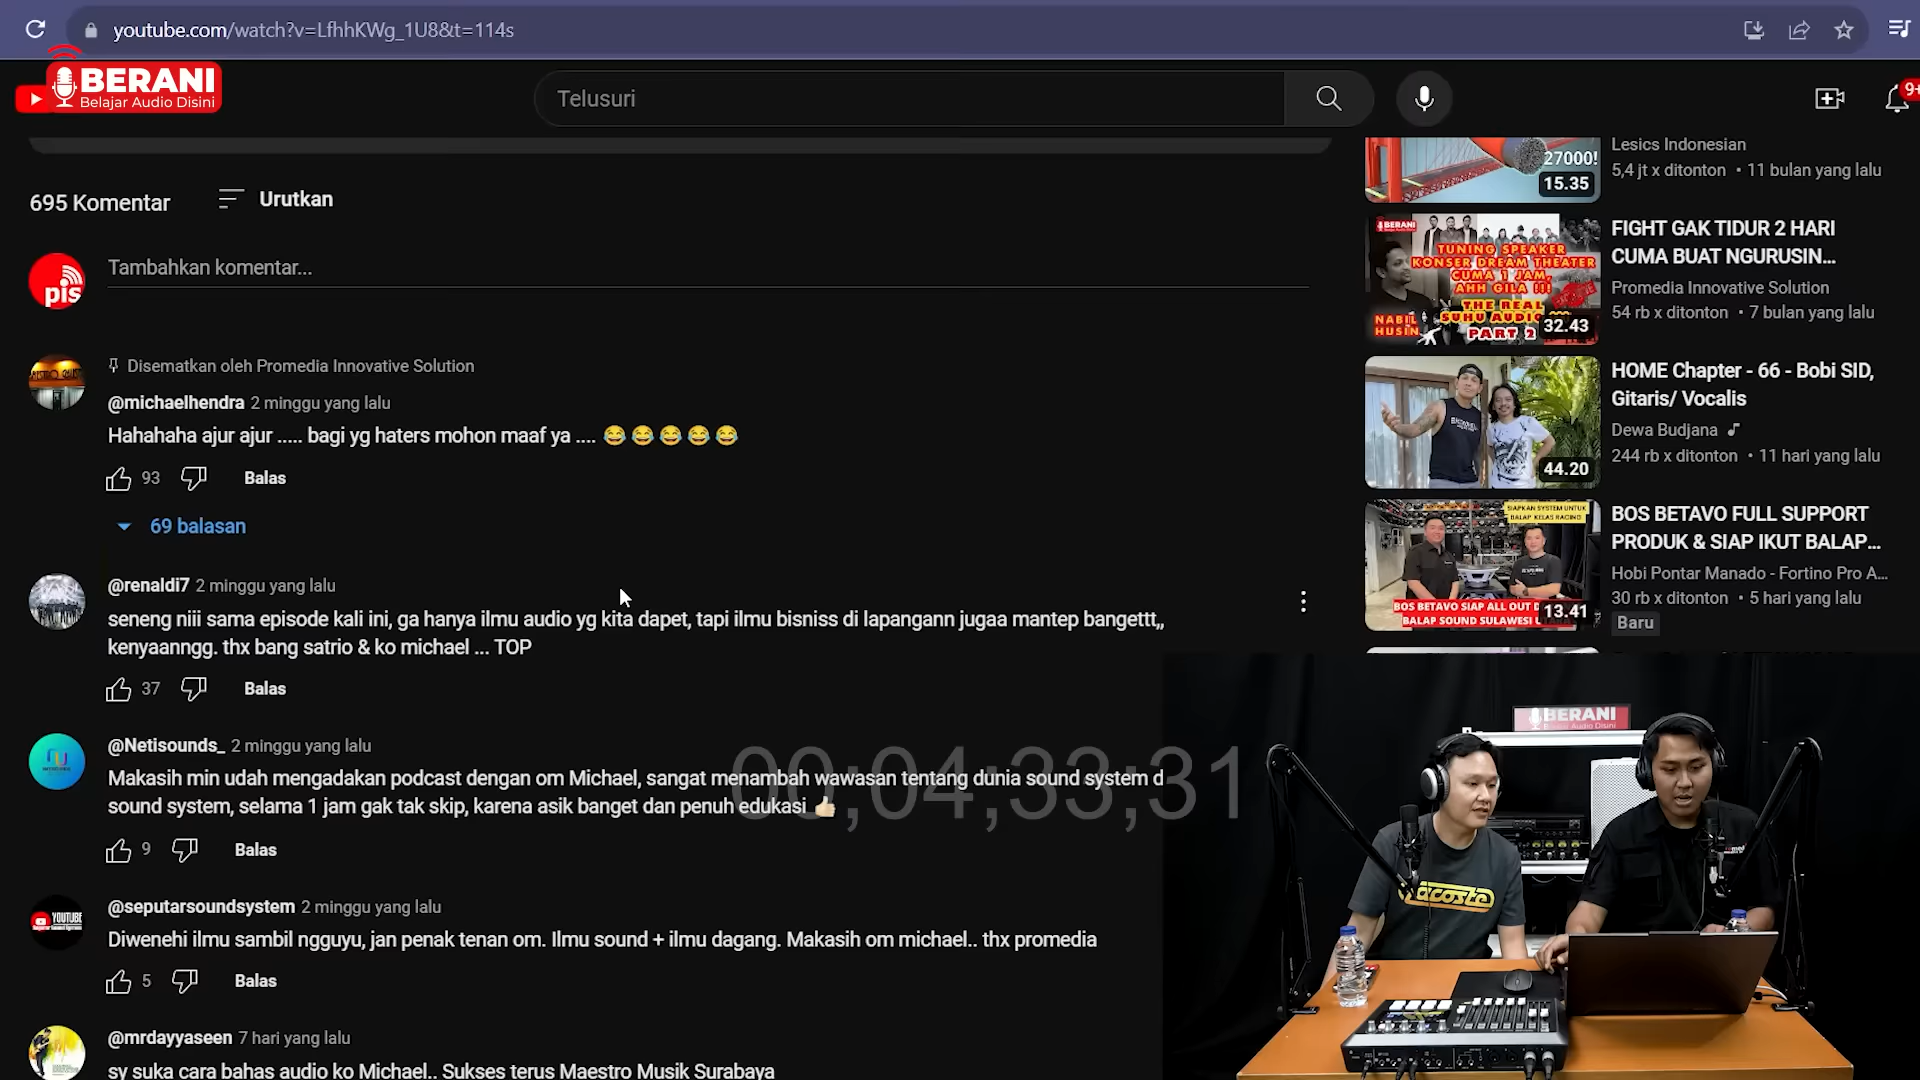 youtube.com/watch?v=LfhhKWg_1U8&t=114s
BERANI
Belajar Audio Disini
Telusuri
9+
695 Komentar
Urutkan
pis
Tambahkan komentar...
Disematkan oleh Promedia Innovative Solution
@michaelhendra 2 minggu yang lalu
Hahahaha ajur ajur ..... bagi yg haters mohon maaf ya .... 😂😂😂😂😂
93 Balas
69 balasan
@renaldi7 2 minggu yang lalu
seneng niii sama episode kali ini, ga hanya ilmu audio yg kita dapet, tapi ilmu bisniss di lapangann jugaa mantep bangettt,,
kenyaanngg. thx bang satrio & ko michael ... TOP
37 Balas
@Netisounds_ 2 minggu yang lalu
Makasih min udah mengadakan podcast dengan om Michael, sangat menambah wawasan tentang dunia sound system d
sound system, selama 1 jam gak tak skip, karena asik banget dan penuh edukasi 👍🏼
9 Balas
00;04;33;31
@seputarsoundsystem 2 minggu yang lalu
Diwenehi ilmu sambil ngguyu, jan penak tenan om. Ilmu sound + ilmu dagang. Makasih om michael.. thx promedia
5 Balas
YOUTUBE
@mrdayyaseen 7 hari yang lalu
sy suka cara bahas audio ko Michael.. Sukses terus Maestro Musik Surabaya
27000!
15.35
Lesics Indonesian
5,4 jt x ditonton • 11 bulan yang lalu
BERANI
TUNING SPEAKER
KONSER DREAM THEATER
CUMA 1 JAM,
AHH GILA !!!
THE REAL
SUHU AUDIO
PART 2
NABIL
HUSIN
32.43
FIGHT GAK TIDUR 2 HARI
CUMA BUAT NGURUSIN...
Promedia Innovative Solution
54 rb x ditonton • 7 bulan yang lalu
44.20
HOME Chapter - 66 - Bobi SID,
Gitaris/ Vocalis
Dewa Budjana
244 rb x ditonton • 11 hari yang lalu
SIAPKAN SYSTEM UNTUK
BALAP KELAS RACING
BOS BETAVO SIAP ALL OUT D
BALAP SOUND SULAWESI U
13.41
BOS BETAVO FULL SUPPORT
PRODUK & SIAP IKUT BALAP...
Hobi Pontar Manado - Fortino Pro A...
30 rb x ditonton • 5 hari yang lalu
Baru
BERANI
Belajar Audio Disini
Lacoste